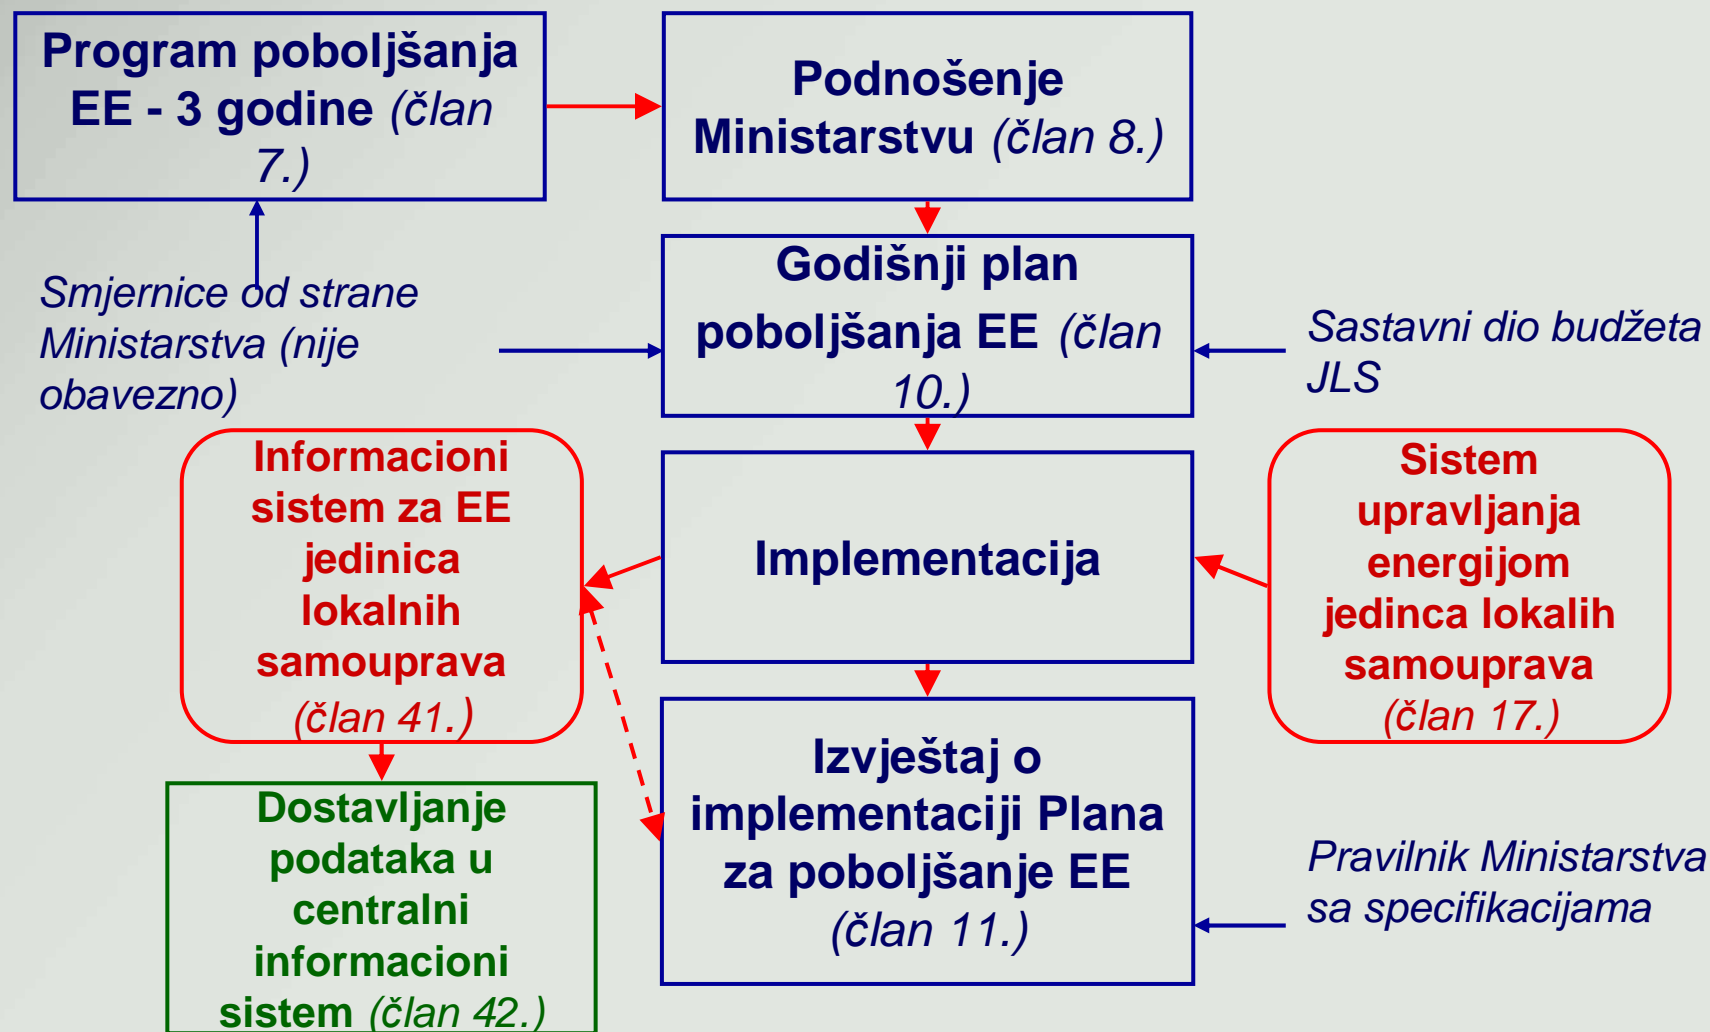 Program poboljšanja
EE - 3 godine (član
7.)
Podnošenje
Ministarstvu (član 8.)
Smjernice od strane
Ministarstva (nije
obavezno)
Godišnji plan
poboljšanja EE (član
10.)
Sastavni dio budžeta
JLS
Informacioni
sistem za EE
jedinica
lokalnih
samouprava
(član 41.)
Implementacija
Sistem
upravljanja
energijom
jedinca lokalih
samouprava
(član 17.)
Dostavljanje
podataka u
centralni
informacioni
sistem (član 42.)
Izvještaj o
implementaciji Plana
za poboljšanje EE
(član 11.)
Pravilnik Ministarstva
sa specifikacijama